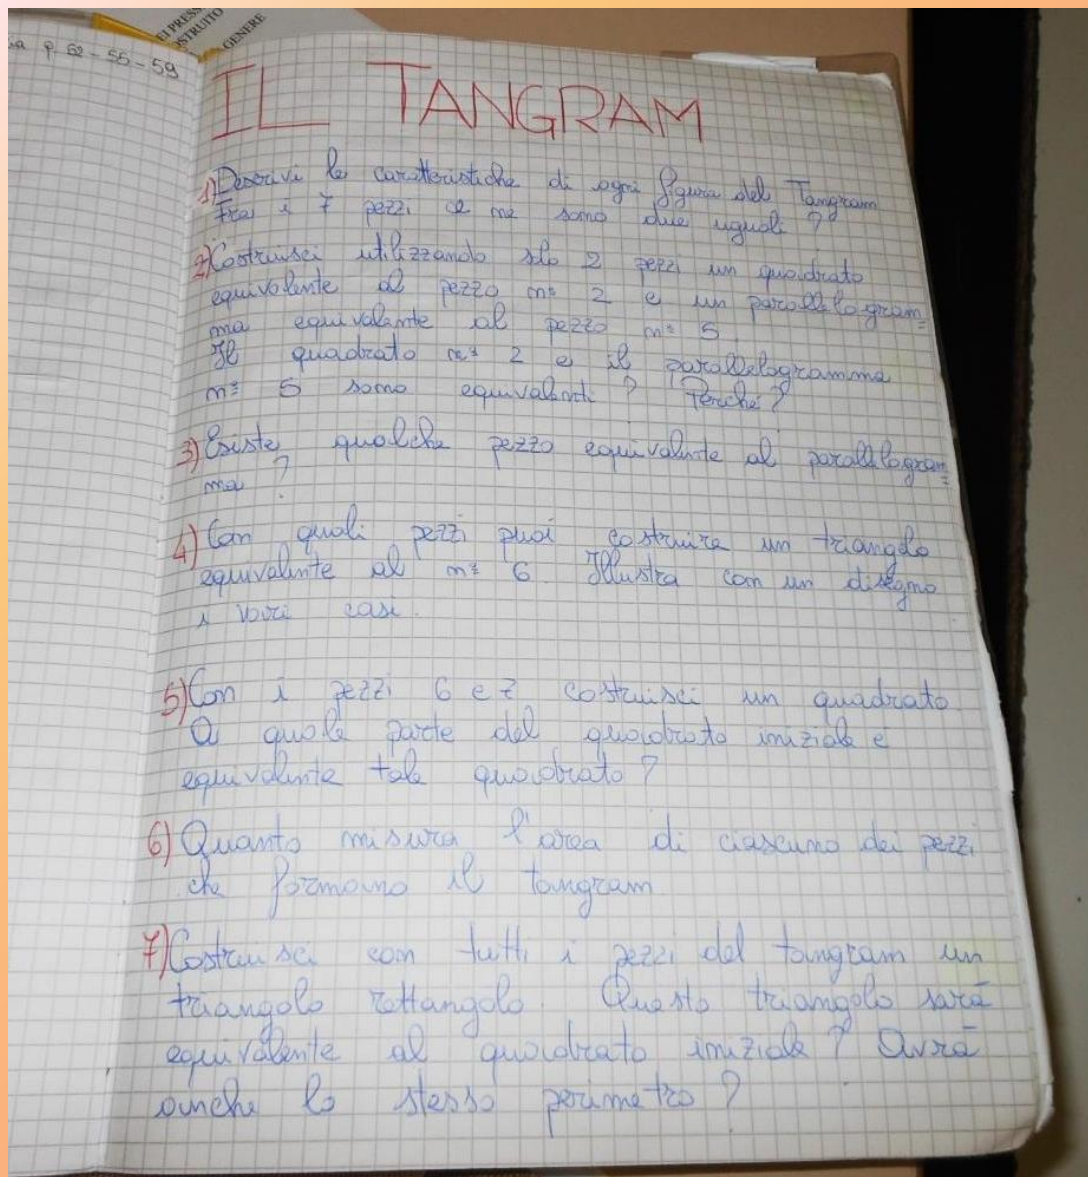 EI PRESS
OSTRUITO
GENERE
p. 52 - 55 - 59
IL TANGRAM
1) Descrivi le caratteristiche di ogni figura del Tangram
Fra i 7 pezzi ce ne sono due uguali ?
2) Costruisci utilizzando slo 2 pezzi un quadrato
equivalente al pezzo n° 2 e un parallelogram=
ma equivalente al pezzo n° 5
Il quadrato n° 2 e il parallelogramma
n° 5 sono equivalenti ? Perché ?
3) Esiste qualche pezzo equivalente al parallelogram=
ma ?
4) Con quali pezzi puoi costruire un triangolo
equivalente al n° 6 Illustra con un disegno
i vari casi.
5) Con i pezzi 6 e 7 costruisci un quadrato
A quale parte del quadrato iniziale e
equivalente tale quadrato ?
6) Quanto misura l'area di ciascuno dei pezzi
che formano il tangram
7) Costruisci con tutti i pezzi del tangram un
triangolo rettangolo. Questo triangolo sarà
equivalente al quadrato iniziale ? Avrà
anche lo stesso perimetro ?